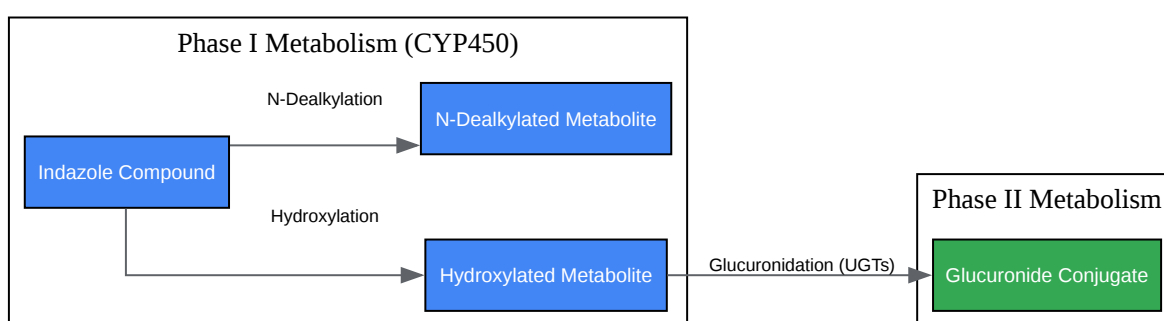 Phase I Metabolism (CYP450)
N-Dealkylation
N-Dealkylated Metabolite
Indazole Compound
Hydroxylation
Hydroxylated Metabolite
Glucuronidation (UGTs)
Phase II Metabolism
Glucuronide Conjugate